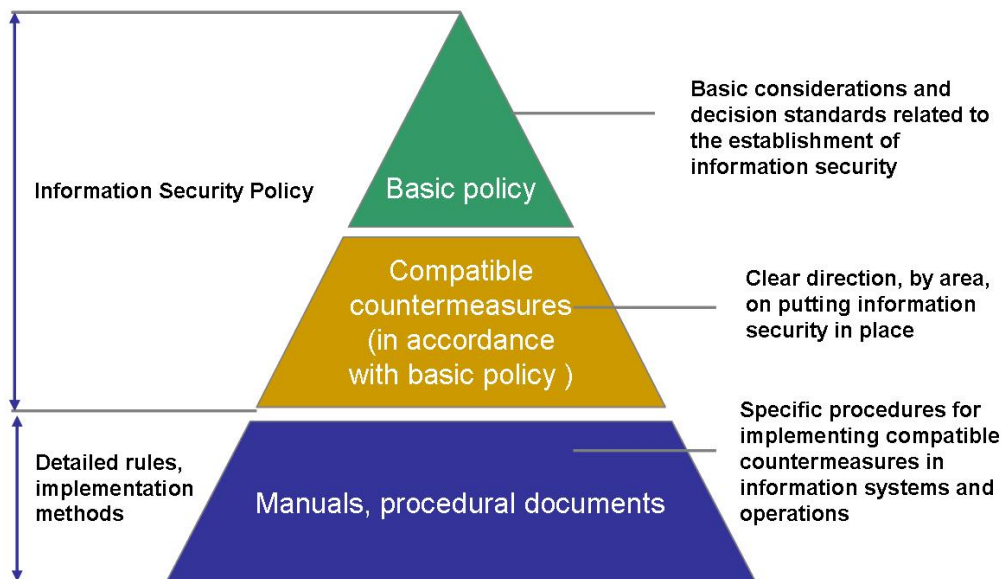 Basic considerations and
decision standards related to
the establishment of
information security
Information Security Policy
Basic policy
Compatible
countermeasures
(in accordance
with basic policy )
Clear direction, by area,
on putting information
security in place
Specific procedures for
implementing compatible
countermeasures in
information systems and
operations
Detailed rules,
implementation
methods
Manuals, procedural documents